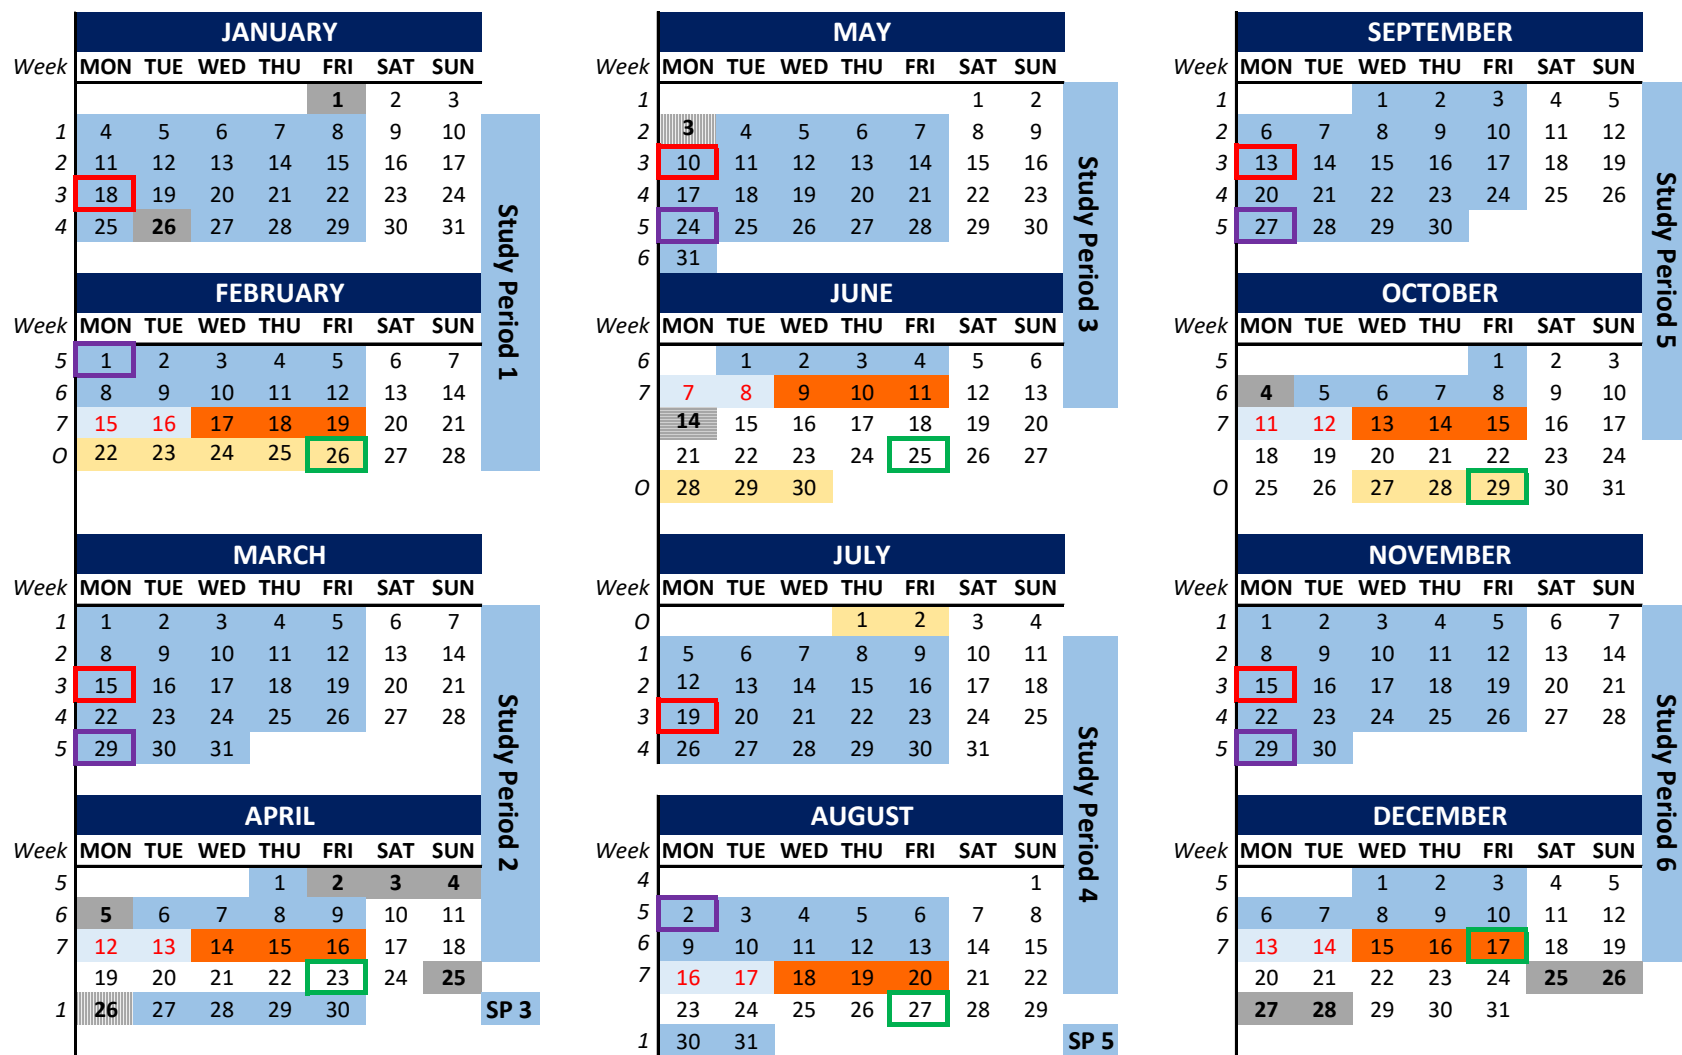 JANUARY
Week MON TUE WED THU FRI SAT SUN
1 2 3
1 4 5 6 7 8 9 10
2 11 12 13 14 15 16 17
3 18 19 20 21 22 23 24
4 25 26 27 28 29 30 31
FEBRUARY
Week MON TUE WED THU FRI SAT SUN
5 1 2 3 4 5 6 7
6 8 9 10 11 12 13 14
7 15 16 17 18 19 20 21
O 22 23 24 25 26 27 28
Study Period 1
MARCH
Week MON TUE WED THU FRI SAT SUN
1 1 2 3 4 5 6 7
2 8 9 10 11 12 13 14
3 15 16 17 18 19 20 21
4 22 23 24 25 26 27 28
5 29 30 31
APRIL
Week MON TUE WED THU FRI SAT SUN
5 1 2 3 4
6 5 6 7 8 9 10 11
7 12 13 14 15 16 17 18
19 20 21 22 23 24 25
1 26 27 28 29 30
Study Period 2
SP 3
MAY
Week MON TUE WED THU FRI SAT SUN
1 1 2
2 3 4 5 6 7 8 9
3 10 11 12 13 14 15 16
4 17 18 19 20 21 22 23
5 24 25 26 27 28 29 30
6 31
JUNE
Week MON TUE WED THU FRI SAT SUN
6 1 2 3 4 5 6
7 7 8 9 10 11 12 13
14 15 16 17 18 19 20
21 22 23 24 25 26 27
O 28 29 30
Study Period 3
JULY
Week MON TUE WED THU FRI SAT SUN
O 1 2 3 4
1 5 6 7 8 9 10 11
2 12 13 14 15 16 17 18
3 19 20 21 22 23 24 25
4 26 27 28 29 30 31
AUGUST
Week MON TUE WED THU FRI SAT SUN
4 1
5 2 3 4 5 6 7 8
6 9 10 11 12 13 14 15
7 16 17 18 19 20 21 22
23 24 25 26 27 28 29
1 30 31
Study Period 4
SP 5
SEPTEMBER
Week MON TUE WED THU FRI SAT SUN
1 1 2 3 4 5
2 6 7 8 9 10 11 12
3 13 14 15 16 17 18 19
4 20 21 22 23 24 25 26
5 27 28 29 30
OCTOBER
Week MON TUE WED THU FRI SAT SUN
5 1 2 3
6 4 5 6 7 8 9 10
7 11 12 13 14 15 16 17
18 19 20 21 22 23 24
O 25 26 27 28 29 30 31
Study Period 5
NOVEMBER
Week MON TUE WED THU FRI SAT SUN
1 1 2 3 4 5 6 7
2 8 9 10 11 12 13 14
3 15 16 17 18 19 20 21
4 22 23 24 25 26 27 28
5 29 30
DECEMBER
Week MON TUE WED THU FRI SAT SUN
5 1 2 3 4 5
6 6 7 8 9 10 11 12
7 13 14 15 16 17 18 19
20 21 22 23 24 25 26
27 28 29 30 31
Study Period 6